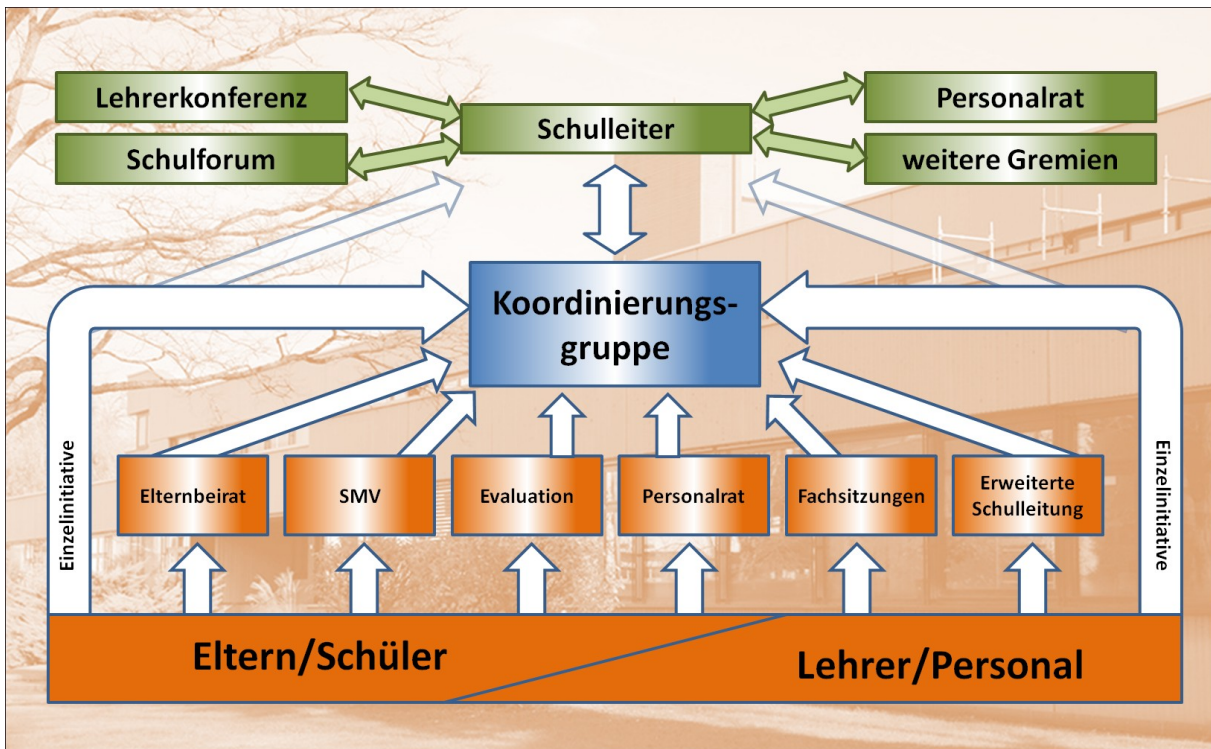 Lehrerkonferenz
Schulforum
Schulleiter
Personalrat
weitere Gremien
Koordinierungs-
gruppe
Einzelinitiative
Elternbeirat
SMV
Evaluation
Personalrat
Fachsitzungen
Erweiterte
Schulleitung
Einzelinitiative
Eltern/Schüler
Lehrer/Personal